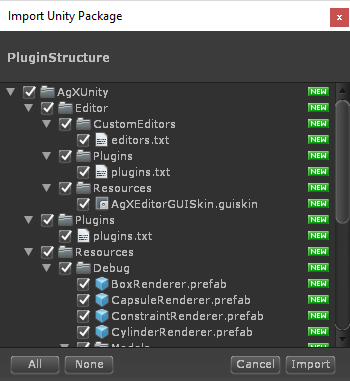 Import Unity Package x
PluginStructure
AgXUnity NEW
Editor NEW
CustomEditors NEW
editors.txt NEW
Plugins NEW
plugins.txt NEW
Resources NEW
AgXEditorGUISkin.guiskin NEW
Plugins NEW
plugins.txt NEW
Resources NEW
Debug NEW
BoxRenderer.prefab NEW
CapsuleRenderer.prefab NEW
ConstraintRenderer.prefab NEW
CylinderRenderer.prefab NEW
Models NEW
All None Cancel Import